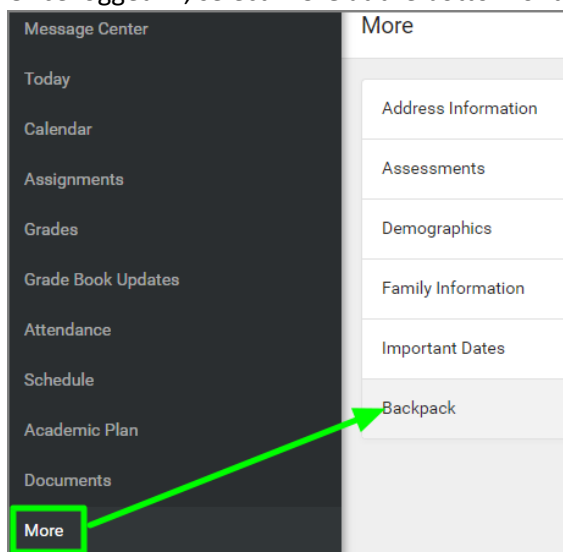 Message Center
Today
Calendar
Assignments
Grades
Grade Book Updates
Attendance
Schedule
Academic Plan
Documents
More
More
Address Information
Assessments
Demographics
Family Information
Important Dates
Backpack